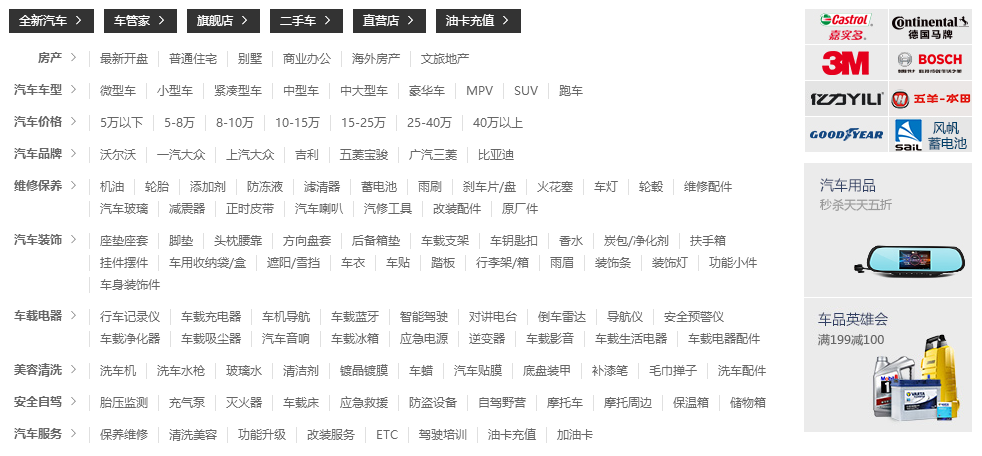 全新汽车 > 车管家 > 旗舰店 > 二手车 > 直营店 > 油卡充值 >
房产 > 最新开盘 普通住宅 别墅 商业办公 海外房产 文旅地产
汽车车型 > 微型车 小型车 紧凑型车 中型车 中大型车 豪华车 MPV SUV 跑车
汽车价格 > 5万以下 5-8万 8-10万 10-15万 15-25万 25-40万 40万以上
汽车品牌 > 沃尔沃 一汽大众 上汽大众 吉利 五菱宝骏 广汽三菱 比亚迪
维修保养 > 机油 轮胎 添加剂 防冻液 滤清器 蓄电池 雨刷 刹车片/盘 火花塞 车灯 轮毂 维修配件
汽车玻璃 减震器 正时皮带 汽车喇叭 汽修工具 改装配件 原厂件
汽车装饰 > 座垫座套 脚垫 头枕腰靠 方向盘套 后备箱垫 车载支架 车钥匙扣 香水 炭包/净化剂 扶手箱
挂件摆件 车用收纳袋/盒 遮阳/雪挡 车衣 车贴 踏板 行李架/箱 雨眉 装饰条 装饰灯 功能小件
车身装饰件
车载电器 > 行车记录仪 车载充电器 车机导航 车载蓝牙 智能驾驶 对讲电台 倒车雷达 导航仪 安全预警仪
车载净化器 车载吸尘器 汽车音响 车载冰箱 应急电源 逆变器 车载影音 车载生活电器 车载电器配件
美容清洗 > 洗车机 洗车水枪 玻璃水 清洁剂 镀晶镀膜 车蜡 汽车贴膜 底盘装甲 补漆笔 毛巾掸子 洗车配件
安全自驾 > 胎压监测 充气泵 灭火器 车载床 应急救援 防盗设备 自驾野营 摩托车 摩托周边 保温箱 储物箱
汽车服务 > 保养维修 清洗美容 功能升级 改装服务 ETC 驾驶培训 油卡充值 加油卡
Castrol
嘉实多
Continental
德国马牌
3M
BOSCH
亿力YILI
五羊-本田
GOODYEAR
SAIL
风帆
蓄电池
汽车用品
秒杀天天五折
车品英雄会
满199减100
Mobil
VARTA